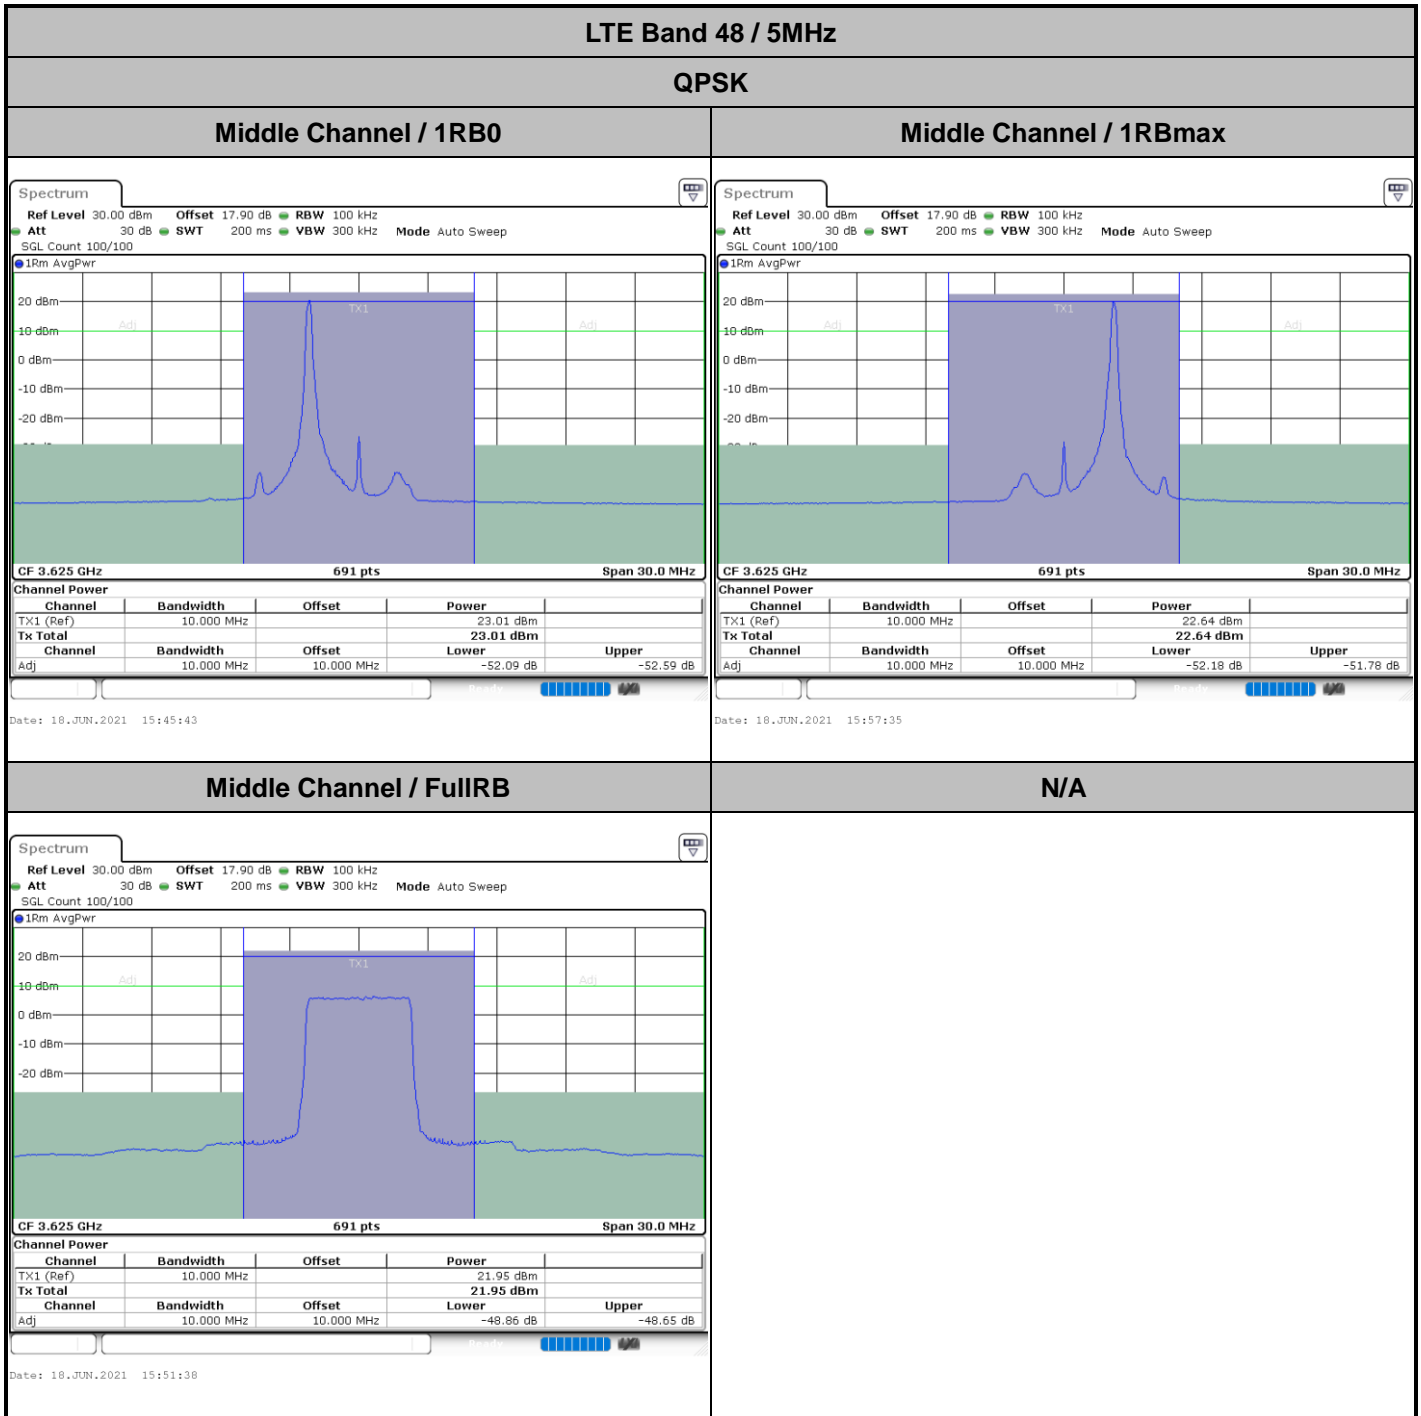 LTE Band 48 / 5MHz
QPSK
Middle Channel / 1RB0
Middle Channel / 1RBmax
Spectrum
Ref Level 30.00 dBm Offset 17.90 dB RBW 100 kHz
Att 30 dB SWT 200 ms VBW 300 kHz Mode Auto Sweep
SGL Count 100/100
1Rm AvgPwr
TX1
20 dBm
Adj
Adj
10 dBm
0 dBm
-10 dBm
-20 dBm
CF 3.625 GHz 691 pts Span 30.0 MHz
Channel Power
Channel Bandwidth Offset Power
TX1 (Ref) 10.000 MHz 23.01 dBm
Tx Total 23.01 dBm
Channel Bandwidth Offset Lower Upper
Adj 10.000 MHz 10.000 MHz -52.09 dB -52.59 dB
Date: 18.JUN.2021 15:45:43
Spectrum
Ref Level 30.00 dBm Offset 17.90 dB RBW 100 kHz
Att 30 dB SWT 200 ms VBW 300 kHz Mode Auto Sweep
SGL Count 100/100
1Rm AvgPwr
TX1
20 dBm
Adj
Adj
10 dBm
0 dBm
-10 dBm
-20 dBm
CF 3.625 GHz 691 pts Span 30.0 MHz
Channel Power
Channel Bandwidth Offset Power
TX1 (Ref) 10.000 MHz 22.64 dBm
Tx Total 22.64 dBm
Channel Bandwidth Offset Lower Upper
Adj 10.000 MHz 10.000 MHz -52.18 dB -51.78 dB
Date: 18.JUN.2021 15:57:35
Middle Channel / FullRB
N/A
Spectrum
Ref Level 30.00 dBm Offset 17.90 dB RBW 100 kHz
Att 30 dB SWT 200 ms VBW 300 kHz Mode Auto Sweep
SGL Count 100/100
1Rm AvgPwr
TX1
20 dBm
Adj
Adj
10 dBm
0 dBm
-10 dBm
-20 dBm
CF 3.625 GHz 691 pts Span 30.0 MHz
Channel Power
Channel Bandwidth Offset Power
TX1 (Ref) 10.000 MHz 21.95 dBm
Tx Total 21.95 dBm
Channel Bandwidth Offset Lower Upper
Adj 10.000 MHz 10.000 MHz -48.86 dB -48.65 dB
Date: 18.JUN.2021 15:51:38